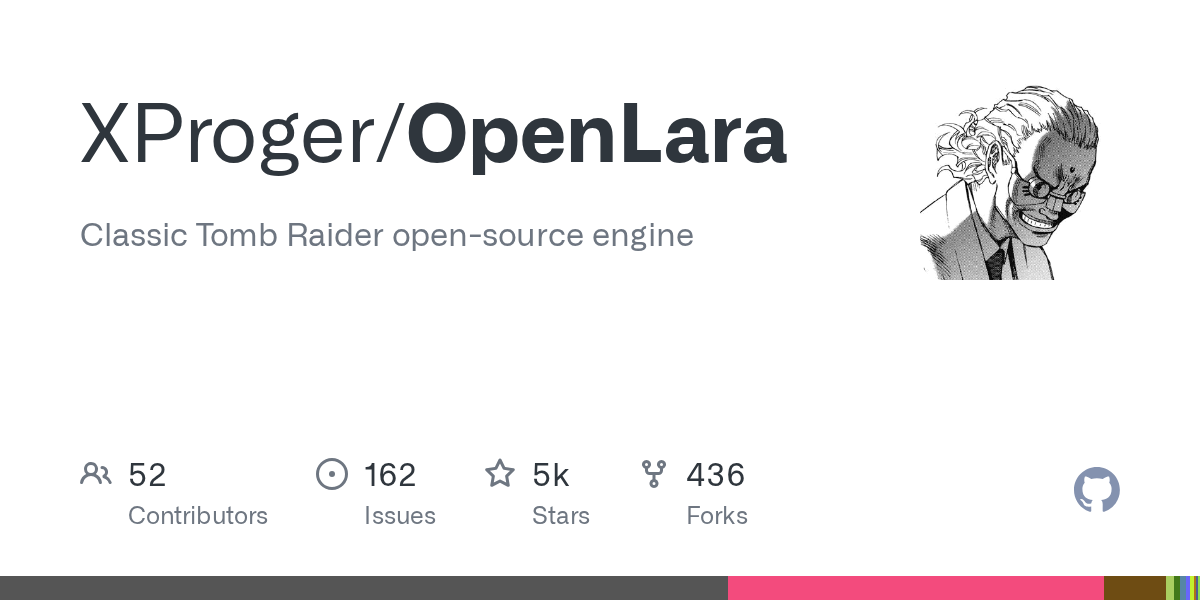 XProger/OpenLara
Classic Tomb Raider open-source engine
52 162 5k 436
Contributors Issues Stars Forks